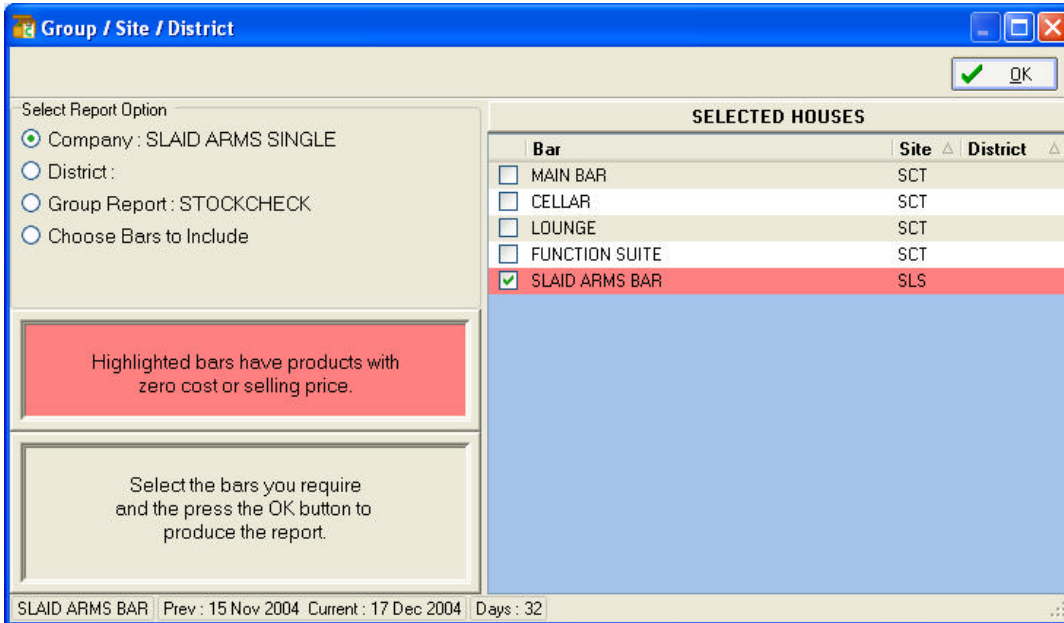 Group / Site / District
OK
Select Report Option
Company : SLAID ARMS SINGLE
District :
Group Report : STOCKCHECK
Choose Bars to Include
Highlighted bars have products with
zero cost or selling price.
Select the bars you require
and the press the OK button to
produce the report.
SELECTED HOUSES
Bar Site District
MAIN BAR SCT
CELLAR SCT
LOUNGE SCT
FUNCTION SUITE SCT
SLAID ARMS BAR SLS
SLAID ARMS BAR Prev : 15 Nov 2004 Current : 17 Dec 2004 Days : 32